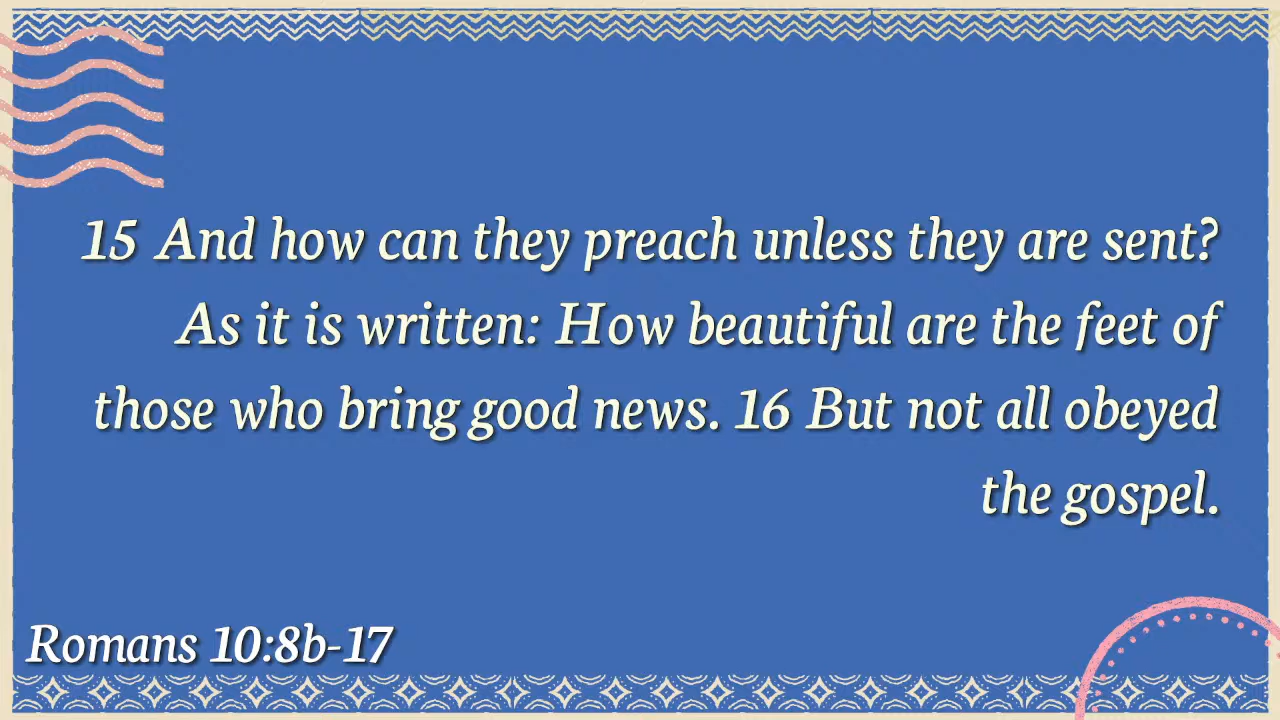 15 And how can they preach unless they are sent?
As it is written: How beautiful are the feet of
those who bring good news. 16 But not all obeyed
the gospel.
Romans 10:8b-17